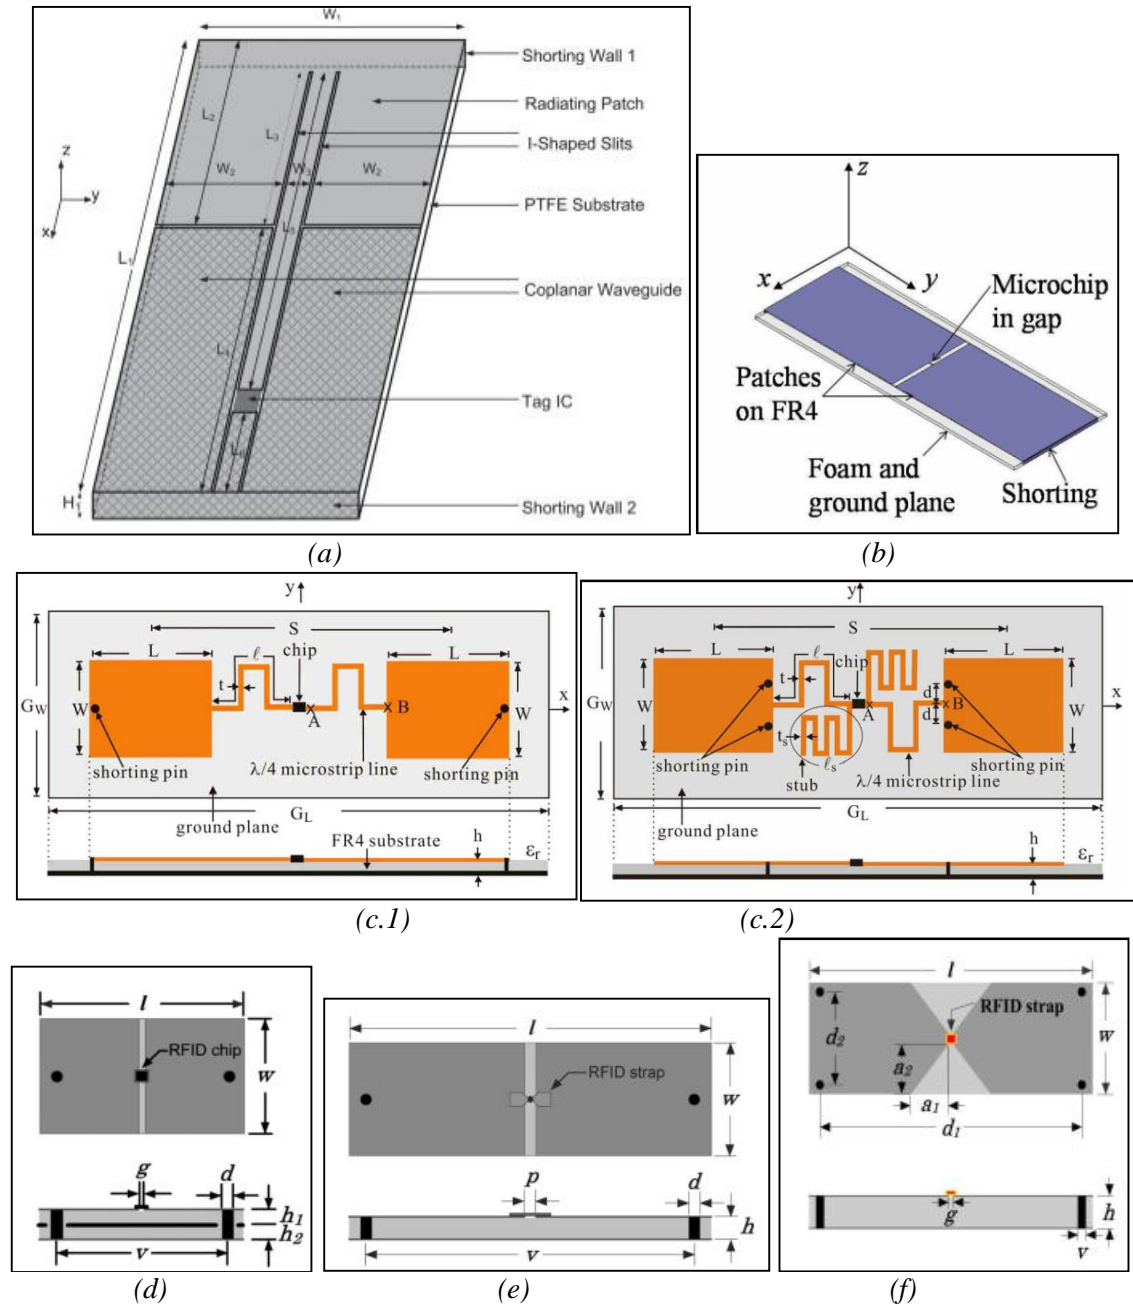 W₁
Shorting Wall 1
Radiating Patch
I-Shaped Slits
PTFE Substrate
Coplanar Waveguide
Tag IC
Shorting Wall 2
L₂
L₃
W₂
W₃
W₂
L₁
H
z
y
x
(a)
z
x
y
Microchip
in gap
Patches
on FR4
Foam and
ground plane
Shorting
(b)
y
S
L
ℓ
chip
L
t
G_W
W
A
B
W
x
shorting pin
λ/4 microstrip line
shorting pin
G_L
ground plane
FR4 substrate
h
ε_r
(c.1)
y
S
L
ℓ
chip
L
t
d
G_W
W
A
B
W
x
d
t_s
shorting pin
ℓ_s
shorting pin
stub
λ/4 microstrip line
G_L
ground plane
h
ε_r
(c.2)
l
RFID chip
w
g
d
h₁
h₂
v
(d)
l
RFID strap
w
p
d
h
v
(e)
l
RFID strap
d₂
w
a₂
a₁
d₁
g
h
v
(f)